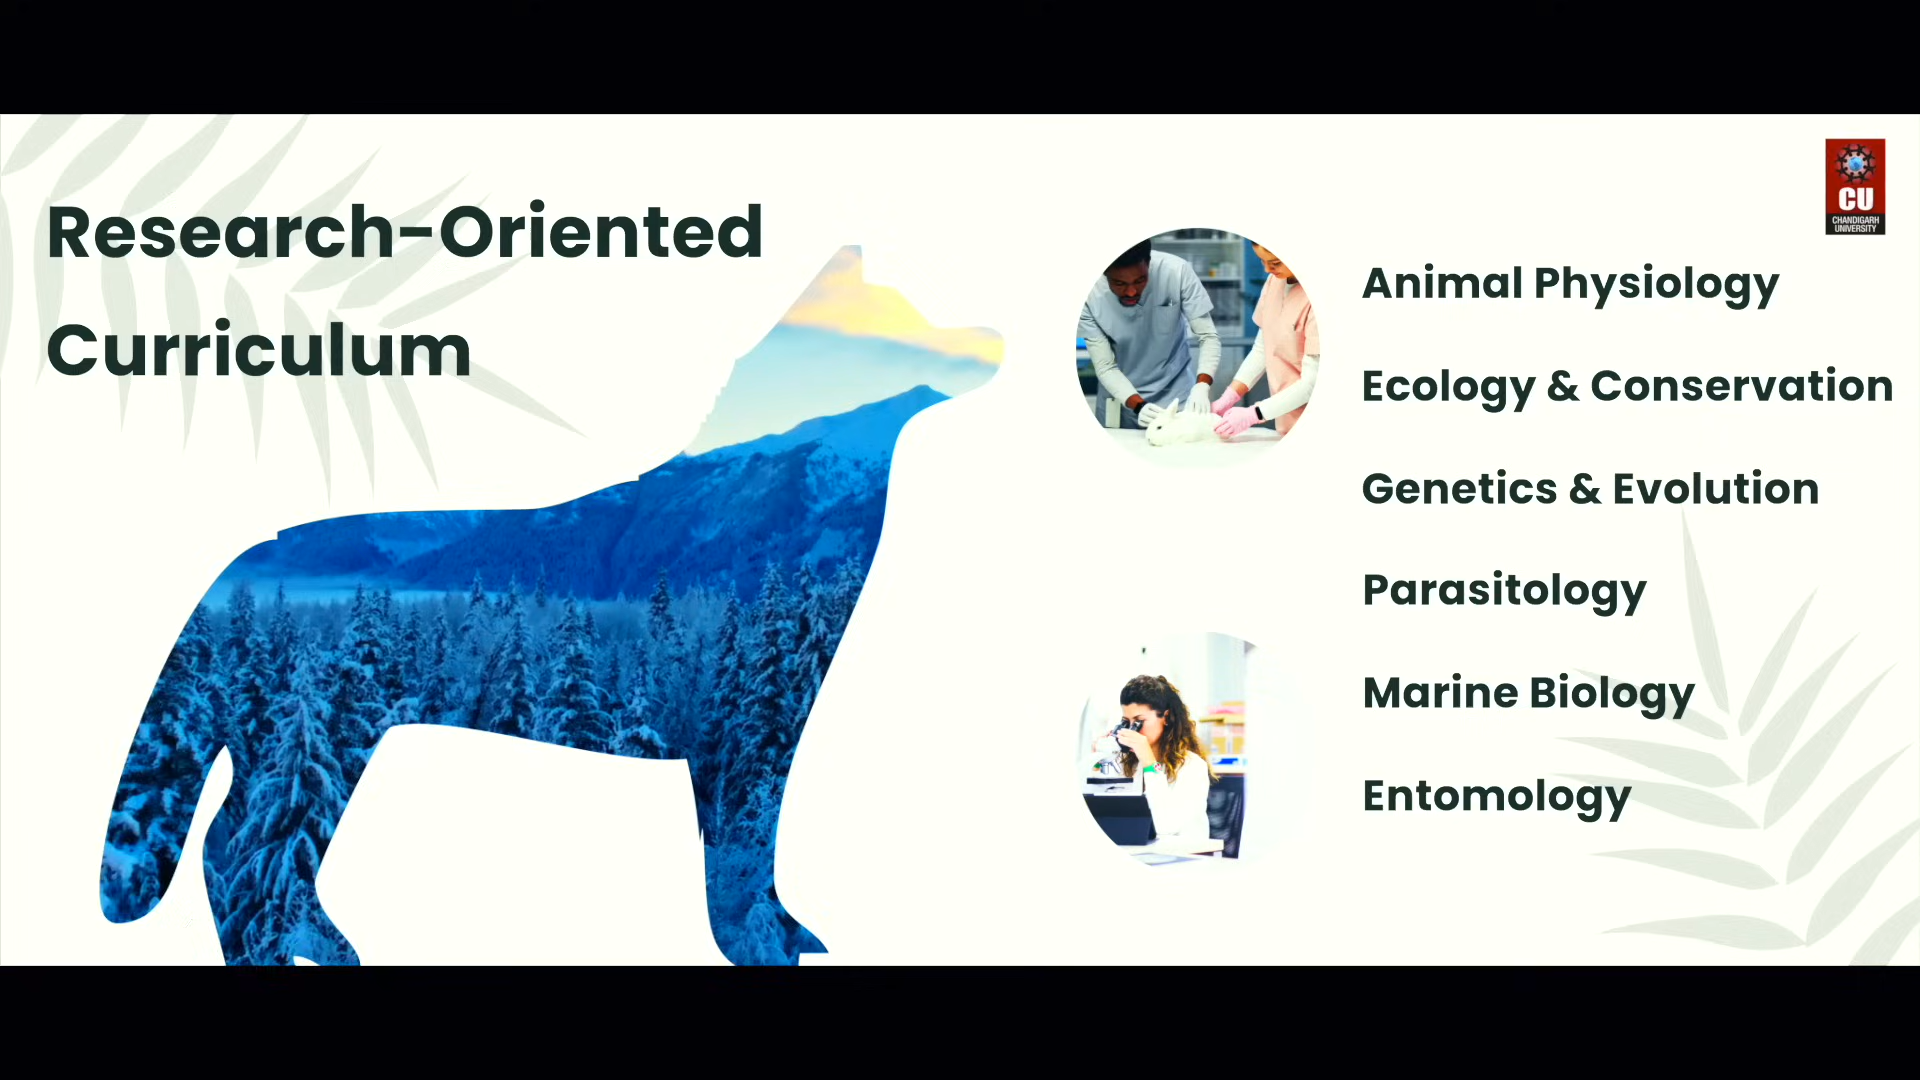 Research-Oriented
Curriculum
CU
CHANDIGARH
UNIVERSITY
Animal Physiology
Ecology & Conservation
Genetics & Evolution
Parasitology
Marine Biology
Entomology